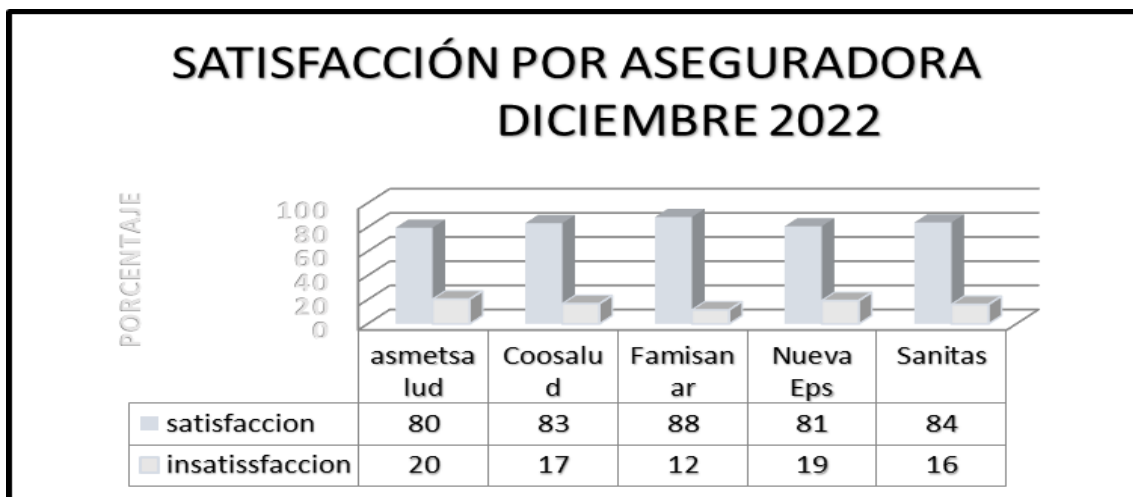 SATISFACCIÓN POR ASEGURADORA
DICIEMBRE 2022
PORCENTAJE
100
80
60
40
20
0
asmetsa Coosalu Famisan Nueva Sanitas
lud d ar Eps
satisfaccion 80 83 88 81 84
insatissfaccion 20 17 12 19 16